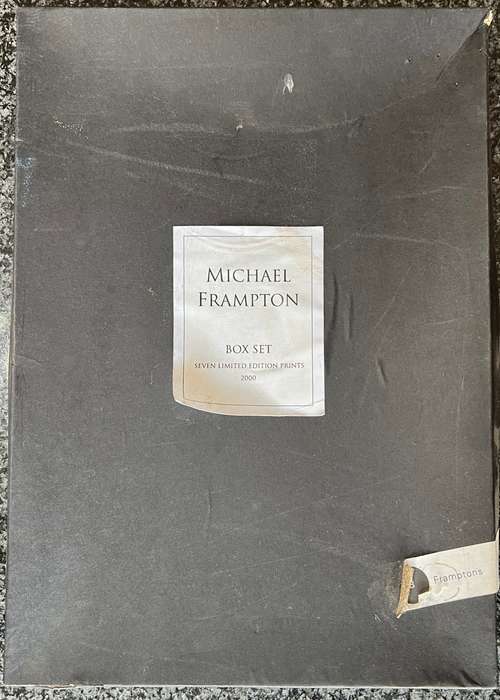 MICHAEL
FRAMPTON
BOX SET
SEVEN LIMITED EDITION PRINTS
2000
Framptons